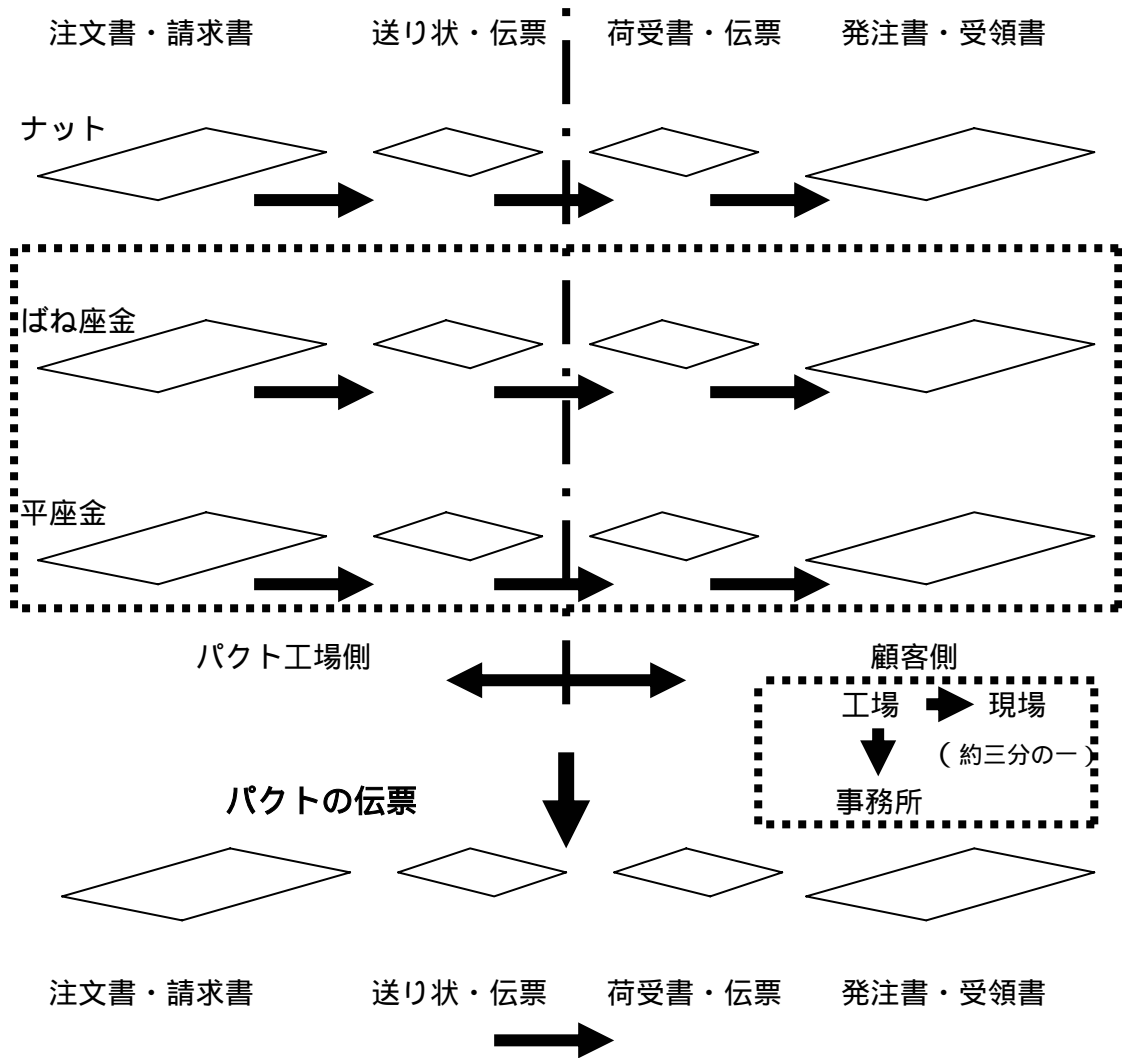 注文書・請求書 送り状・伝票 荷受書・伝票 発注書・受領書
ナット
ばね座金
平座金
パクト工場側 顧客側
工場 現場
(約三分の一)
事務所
パクトの伝票
注文書・請求書 送り状・伝票 荷受書・伝票 発注書・受領書